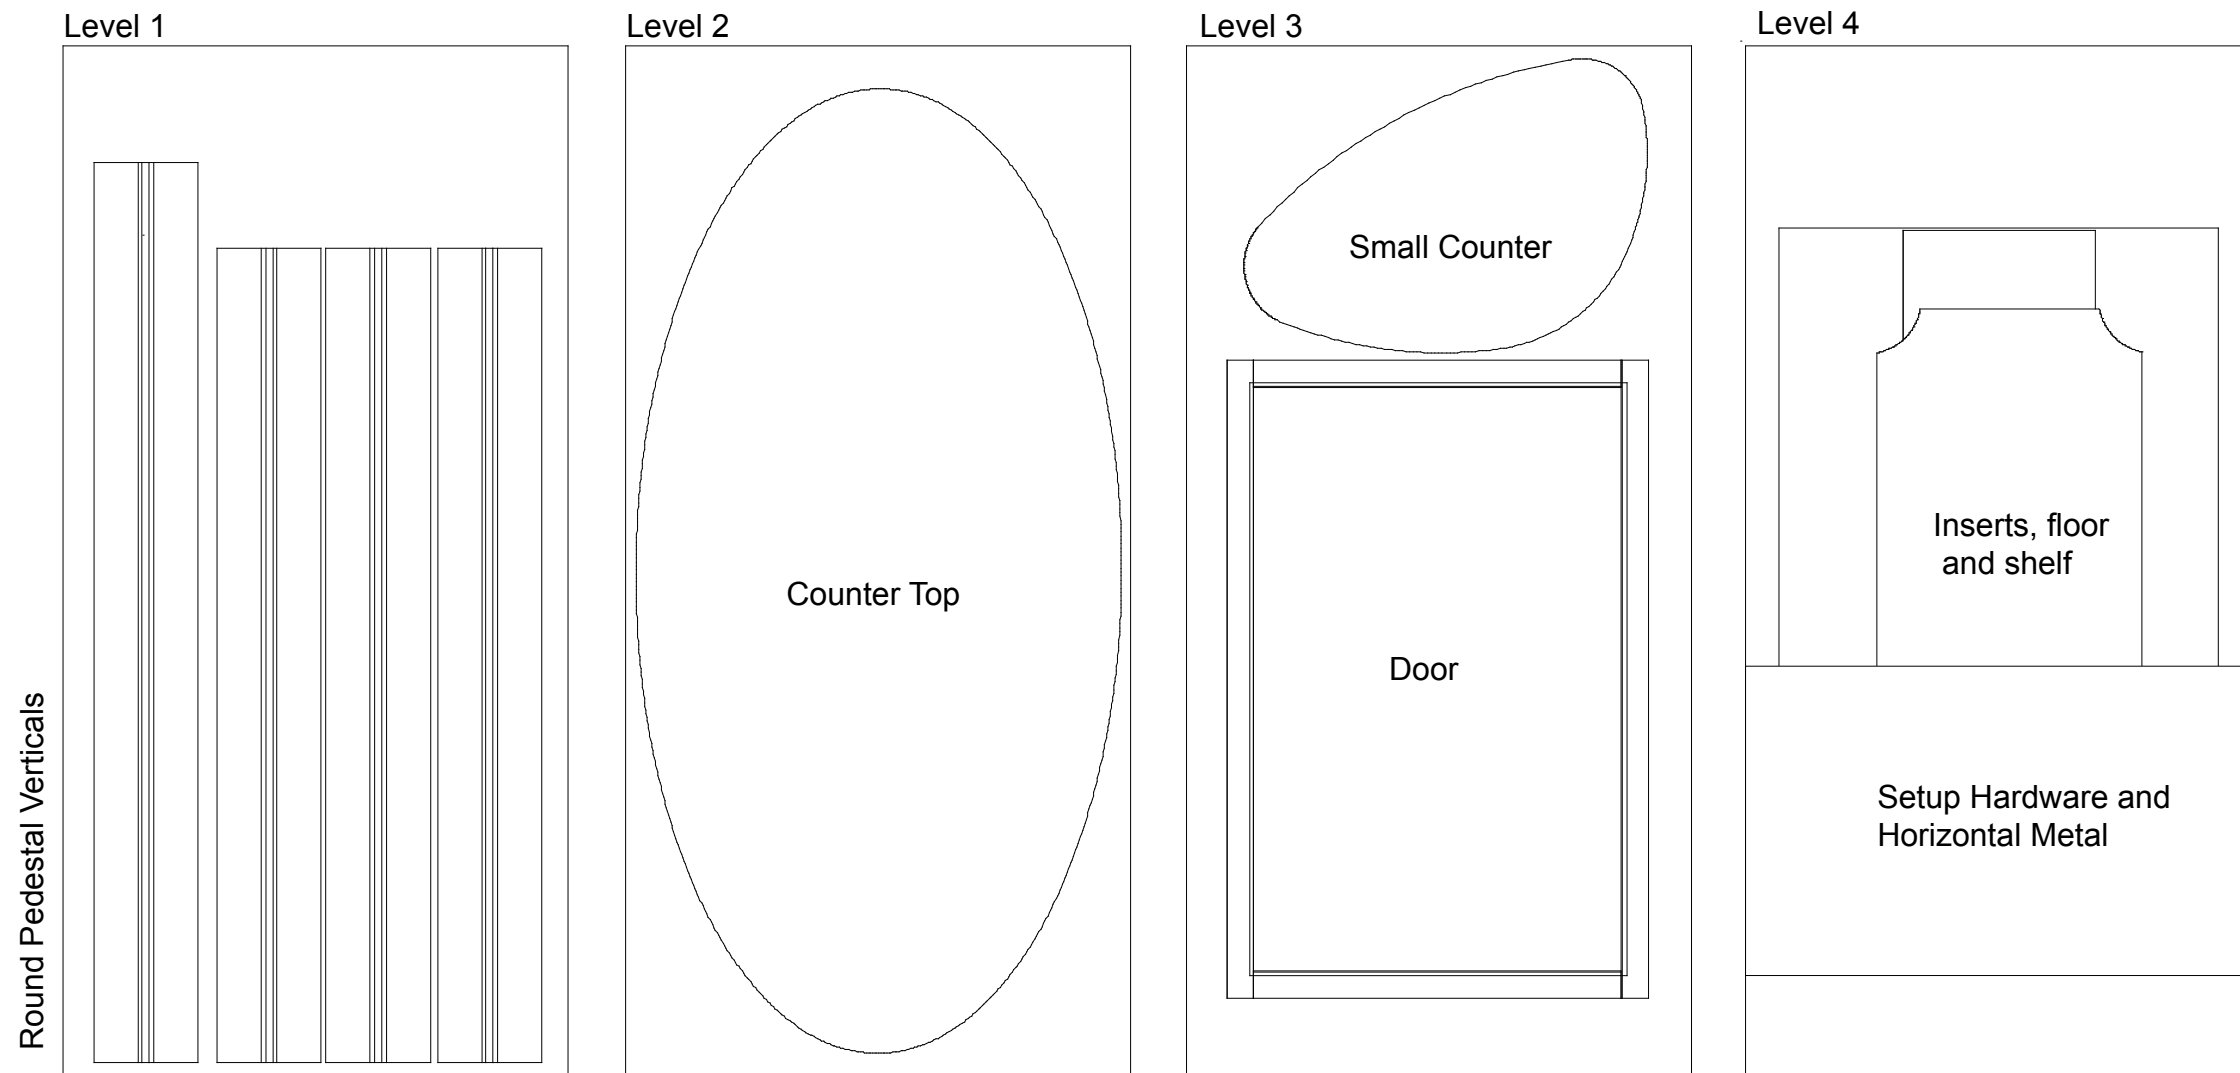 Level 1
Level 2
Level 3
Level 4
Round Pedestal Verticals
Counter Top
Small Counter
Door
Inserts, floor
and shelf
Setup Hardware and
Horizontal Metal